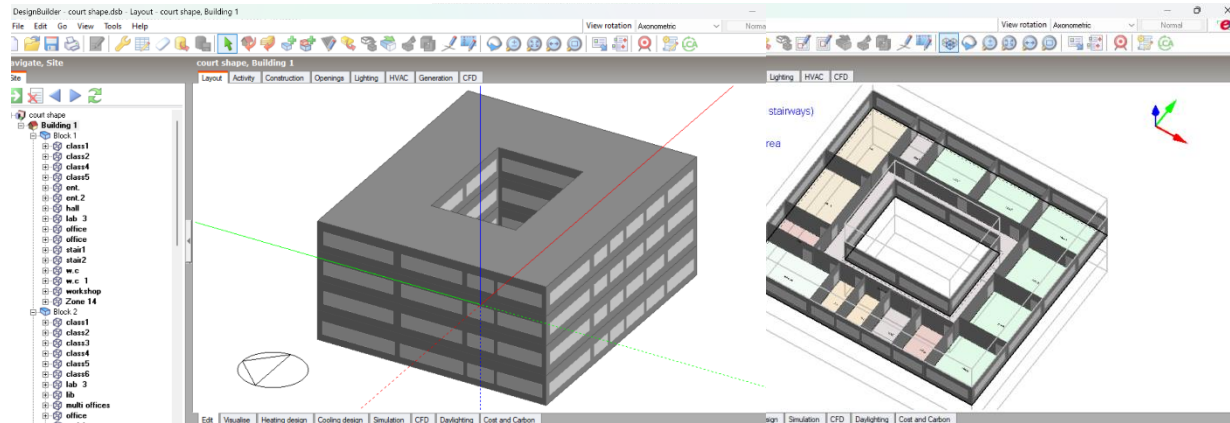 DesignBuilder - court shape.dsb - Layout - court shape, Building 1
File Edit Go View Tools Help
View rotation Axonometric Normal
View rotation Axonometric Normal
avigate, Site
court shape, Building 1
Site
Layout Activity Construction Openings Lighting HVAC Generation CFD
Lighting HVAC CFD
court shape
Building 1
Block 1
class1
class2
class4
class5
ent.
ent.2
hall
lab 3
office
office
stair1
stair2
w.c
w.c 1
workshop
Zone 14
Block 2
class1
class2
class3
class4
class5
class6
lab 3
lib
multi offices
office
stairways)
rea
Edit Visualise Heating design Cooling design Simulation CFD Daylighting Cost and Carbon
sign Simulation CFD Daylighting Cost and Carbon